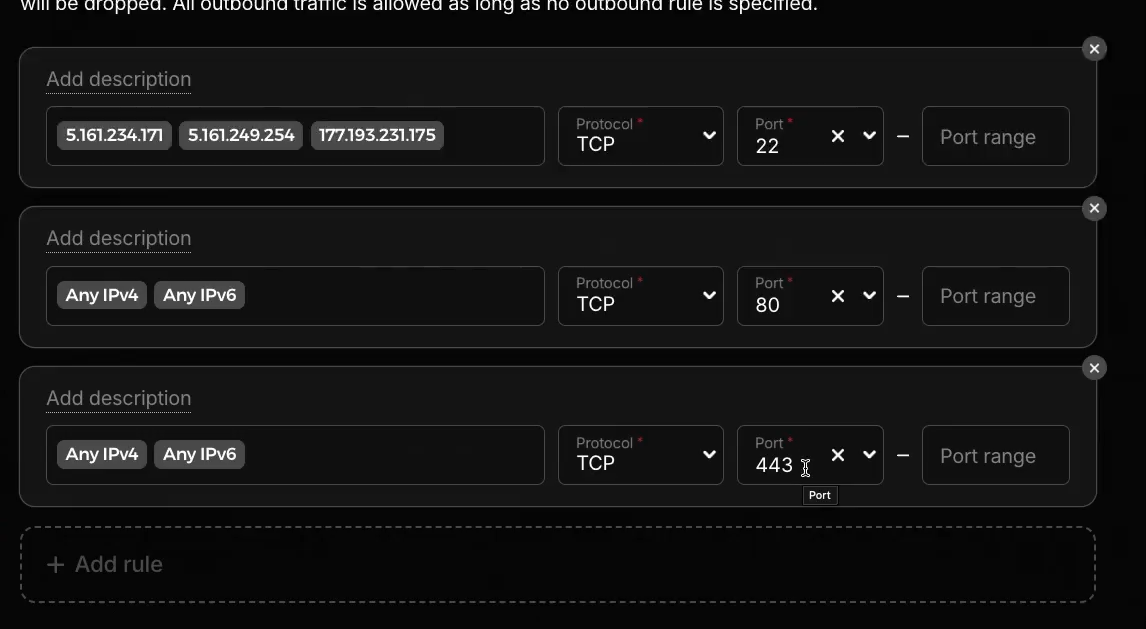 will be dropped. All outbound traffic is allowed as long as no outbound rule is specified.
Add description
5.161.234.171 5.161.249.254 177.193.231.175 Protocol * TCP Port * 22 – Port range
Add description
Any IPv4 Any IPv6 Protocol * TCP Port * 80 – Port range
Add description
Any IPv4 Any IPv6 Protocol * TCP Port * 443 – Port range
Port
+ Add rule